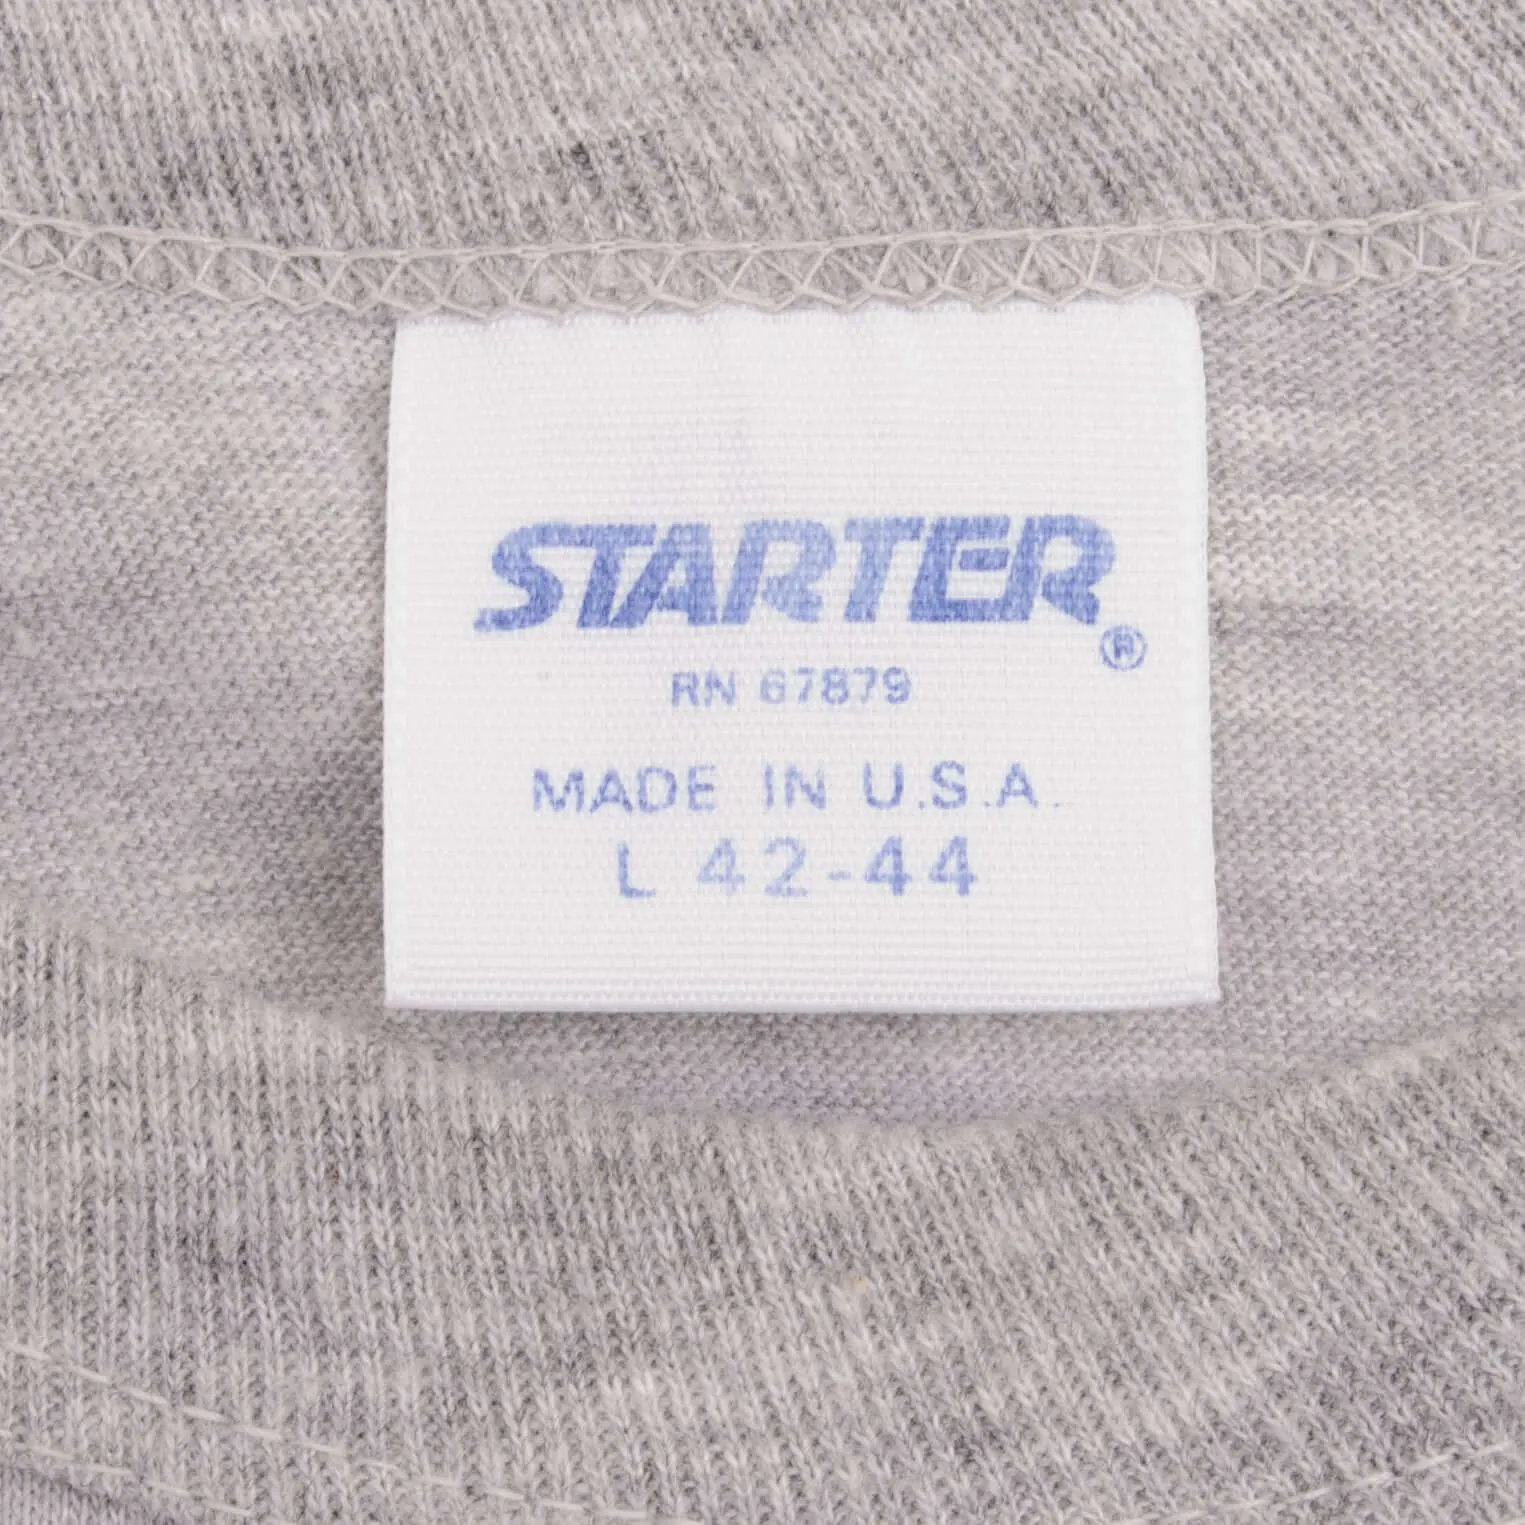 STARTER®
RN 67879
MADE IN U.S.A.
L 42-44